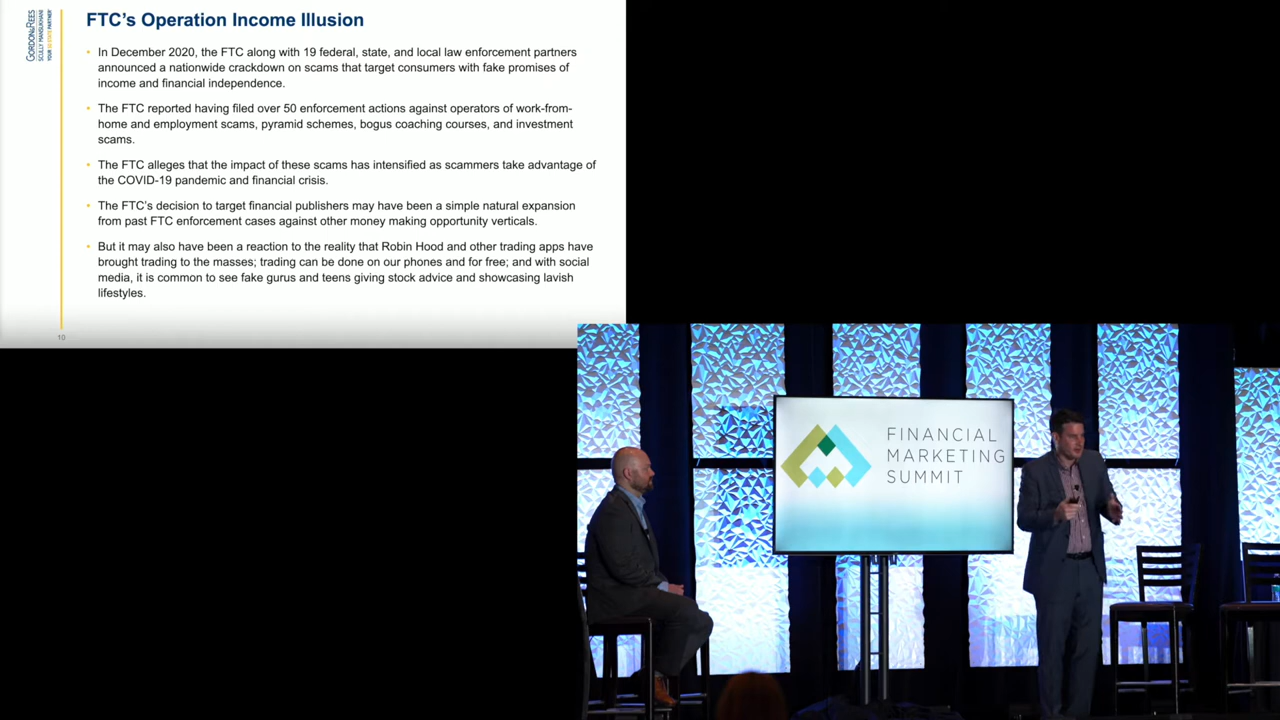 GORDON&REES
SCULLY MANSUKHANI
YOUR 50 STATE PARTNER
FTC's Operation Income Illusion
• In December 2020, the FTC along with 19 federal, state, and local law enforcement partners
announced a nationwide crackdown on scams that target consumers with fake promises of
income and financial independence.
• The FTC reported having filed over 50 enforcement actions against operators of work-from-
home and employment scams, pyramid schemes, bogus coaching courses, and investment
scams.
• The FTC alleges that the impact of these scams has intensified as scammers take advantage of
the COVID-19 pandemic and financial crisis.
• The FTC's decision to target financial publishers may have been a simple natural expansion
from past FTC enforcement cases against other money making opportunity verticals.
• But it may also have been a reaction to the reality that Robin Hood and other trading apps have
brought trading to the masses; trading can be done on our phones and for free; and with social
media, it is common to see fake gurus and teens giving stock advice and showcasing lavish
lifestyles.
10
FINANCIAL
MARKETING
SUMMIT